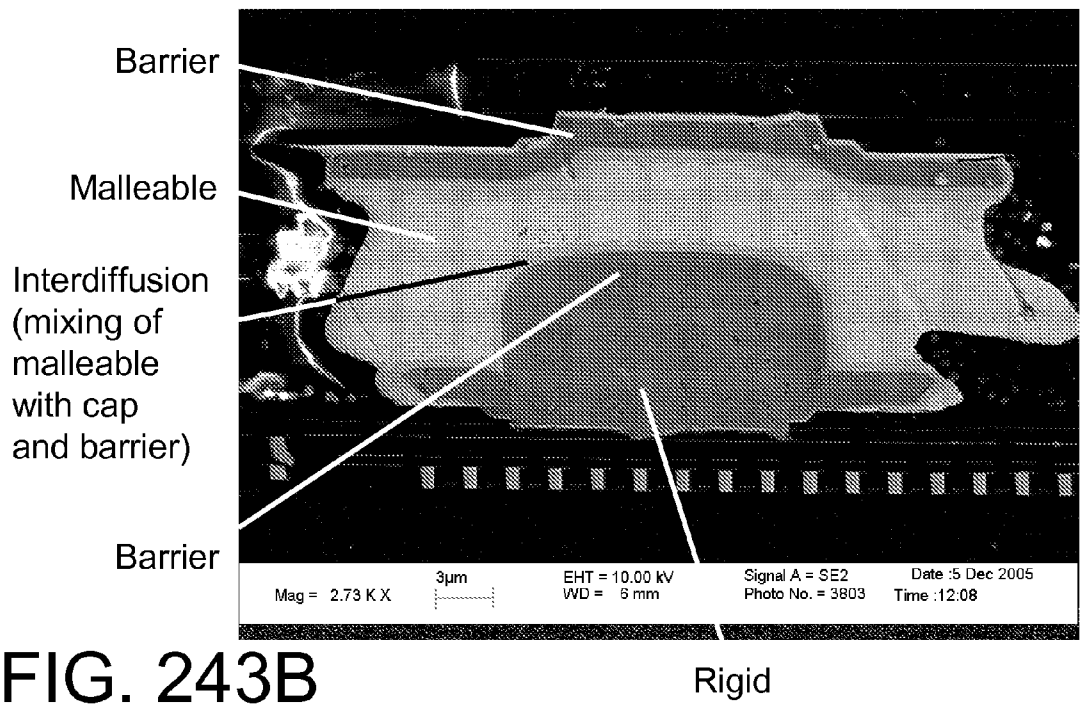 Barrier
Malleable
Interdiffusion
(mixing of
malleable
with cap
and barrier)
Barrier
Mag = 2.73 K X
3µm
EHT = 10.00 kV
WD = 6 mm
Signal A = SE2
Photo No. = 3803
Date :5 Dec 2005
Time :12:08
FIG. 243B
Rigid